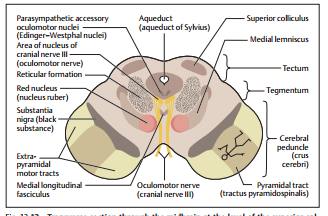 Parasympathetic accessory
oculomotor nuclei
(Edinger–Westphal nuclei)
Area of nucleus of
cranial nerve III
(oculomotor nerve)
Reticular formation
Red nucleus
(nucleus ruber)
Substantia
nigra (black
substance)
Extra-
pyramidal
motor tracts
Medial longitudinal
fasciculus
Aqueduct
(aqueduct of Sylvius)
Oculomotor nerve
(cranial nerve III)
Superior colliculus
Medial lemniscus
Tectum
Tegmentum
Cerebral
peduncle
(crus
cerebri)
Pyramidal tract
(tractus pyramidospinalis)